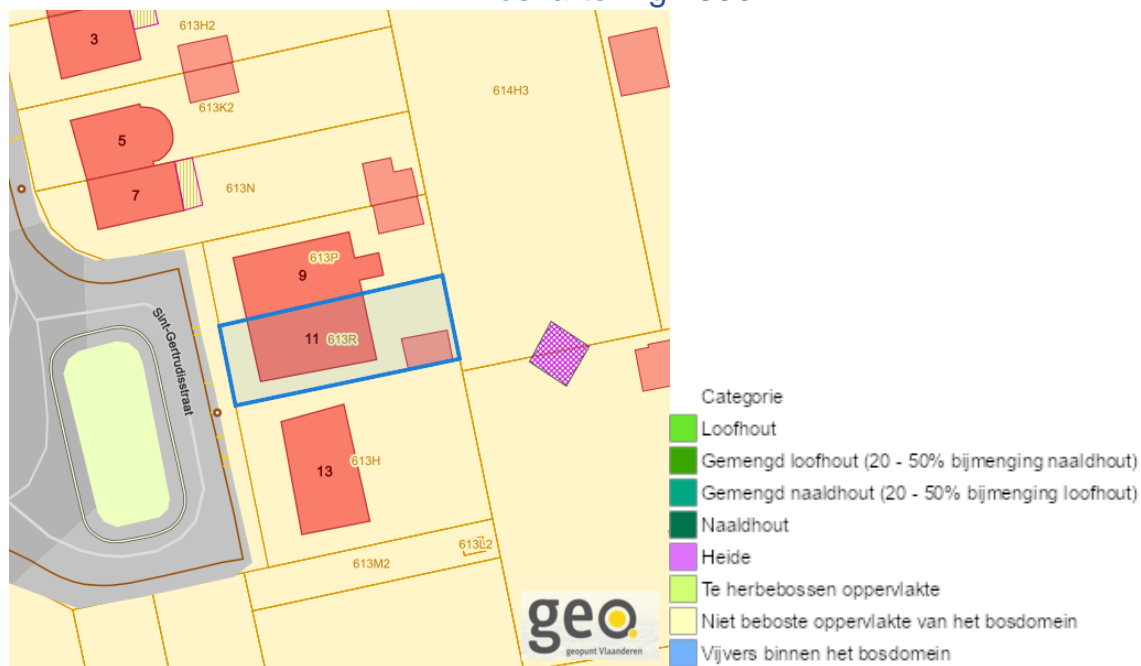 3
613H2
5
613K2
614H3
7
613N
9
613P
11
613R
Sint-Gertrudisstraat
13
613H
613L2
613M2
geo.
geopunt Vlaanderen
Categorie
Loofhout
Gemengd loofhout (20 - 50% bijmenging naaldhout)
Gemengd naaldhout (20 - 50% bijmenging loofhout)
Naaldhout
Heide
Te herbebossen oppervlakte
Niet beboste oppervlakte van het bosdomein
Vijvers binnen het bosdomein